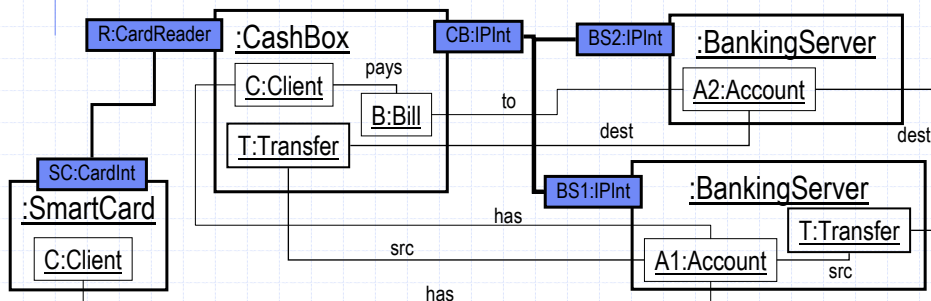 R:CardReader
:CashBox
CB:IPInt
BS2:IPInt
:BankingServer
pays
C:Client
A2:Account
B:Bill
to
T:Transfer
dest
dest
SC:CardInt
BS1:IPInt
:BankingServer
:SmartCard
has
T:Transfer
C:Client
src
A1:Account
src
has